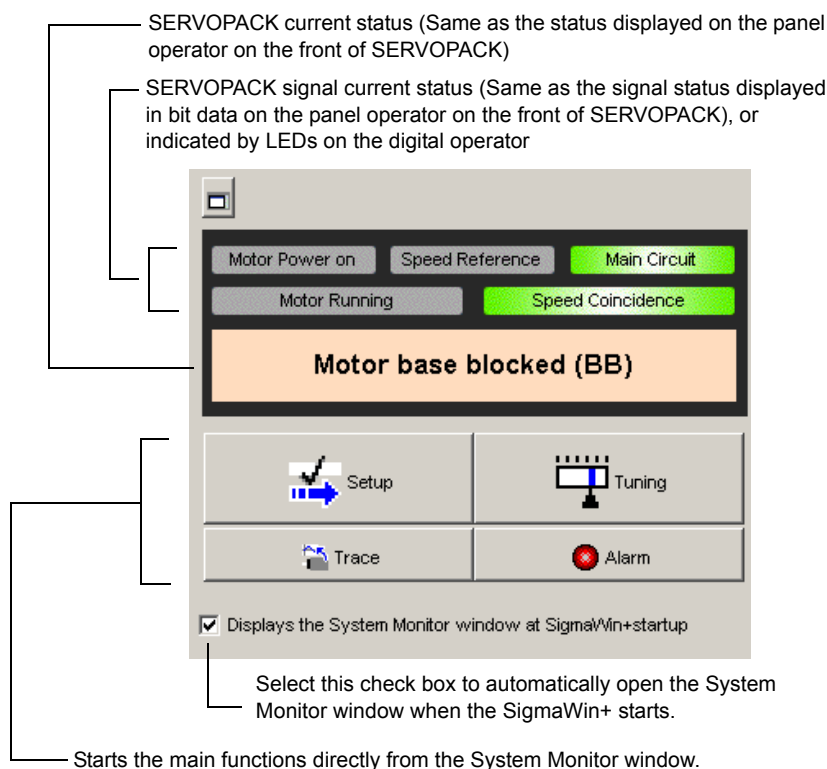 SERVOPACK current status (Same as the status displayed on the panel
operator on the front of SERVOPACK)
SERVOPACK signal current status (Same as the signal status displayed
in bit data on the panel operator on the front of SERVOPACK), or
indicated by LEDs on the digital operator
Motor Power on Speed Reference Main Circuit
Motor Running Speed Coincidence
Motor base blocked (BB)
Setup Tuning
Trace Alarm
Displays the System Monitor window at SigmaWin+startup
Select this check box to automatically open the System
Monitor window when the SigmaWin+ starts.
Starts the main functions directly from the System Monitor window.